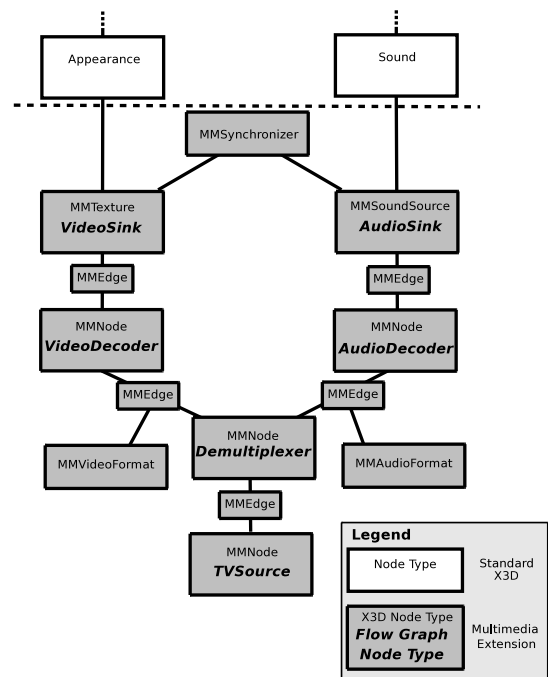 Appearance
Sound
MMSynchronizer
MMTexture
VideoSink
MMSoundSource
AudioSink
MMEdge
MMEdge
MMNode
VideoDecoder
MMNode
AudioDecoder
MMEdge
MMEdge
MMNode
Demultiplexer
MMVideoFormat
MMAudioFormat
MMEdge
MMNode
TVSource
Legend
Node Type
Standard
X3D
X3D Node Type
Flow Graph
Node Type
Multimedia
Extension